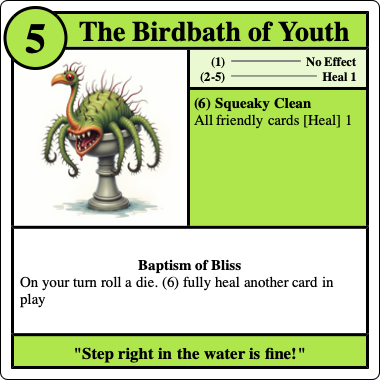 5
The Birdbath of Youth
(1) No Effect
(2-5) Heal 1
(6) Squeaky Clean
All friendly cards [Heal] 1
Baptism of Bliss
On your turn roll a die. (6) fully heal another card in
play
"Step right in the water is fine!"